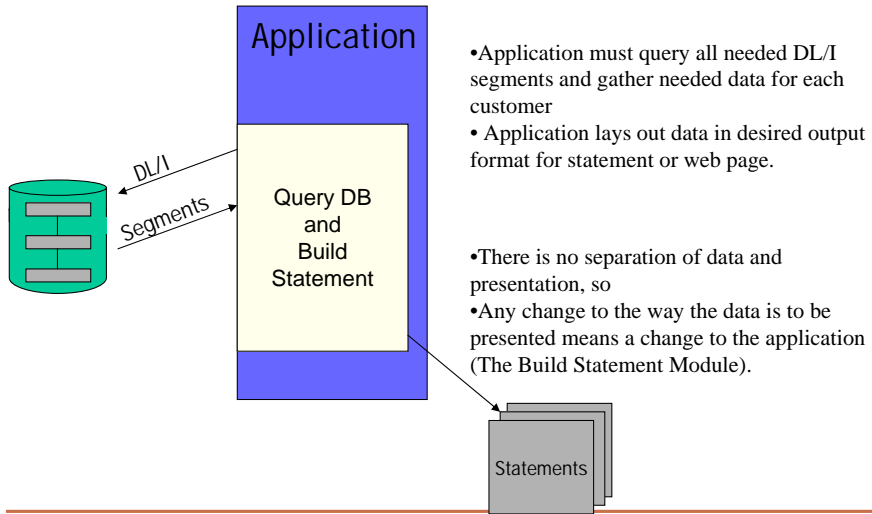 Application
•Application must query all needed DL/I
segments and gather needed data for each
customer
• Application lays out data in desired output
format for statement or web page.
DL/I
Segments
Query DB
and
Build
Statement
•There is no separation of data and
presentation, so
•Any change to the way the data is to be
presented means a change to the application
(The Build Statement Module).
Statements